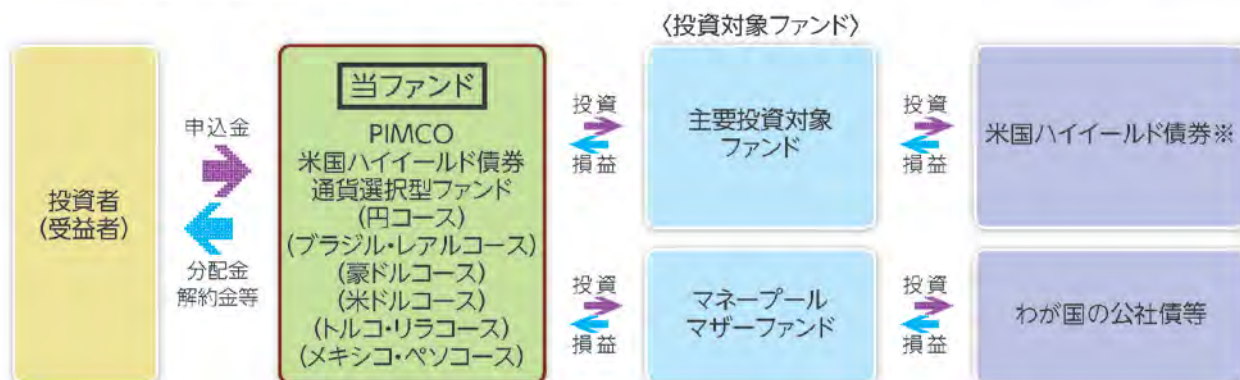 〈投資対象ファンド〉
投資者
(受益者)
申込金
分配金
解約金等
当ファンド
PIMCO
米国ハイイールド債券
通貨選択型ファンド
(円コース)
(ブラジル・レアルコース)
(豪ドルコース)
(米ドルコース)
(トルコ・リラコース)
(メキシコ・ペソコース)
投資
損益
主要投資対象
ファンド
投資
損益
米国ハイイールド債券※
投資
損益
マネープール
マザーファンド
投資
損益
わが国の公社債等